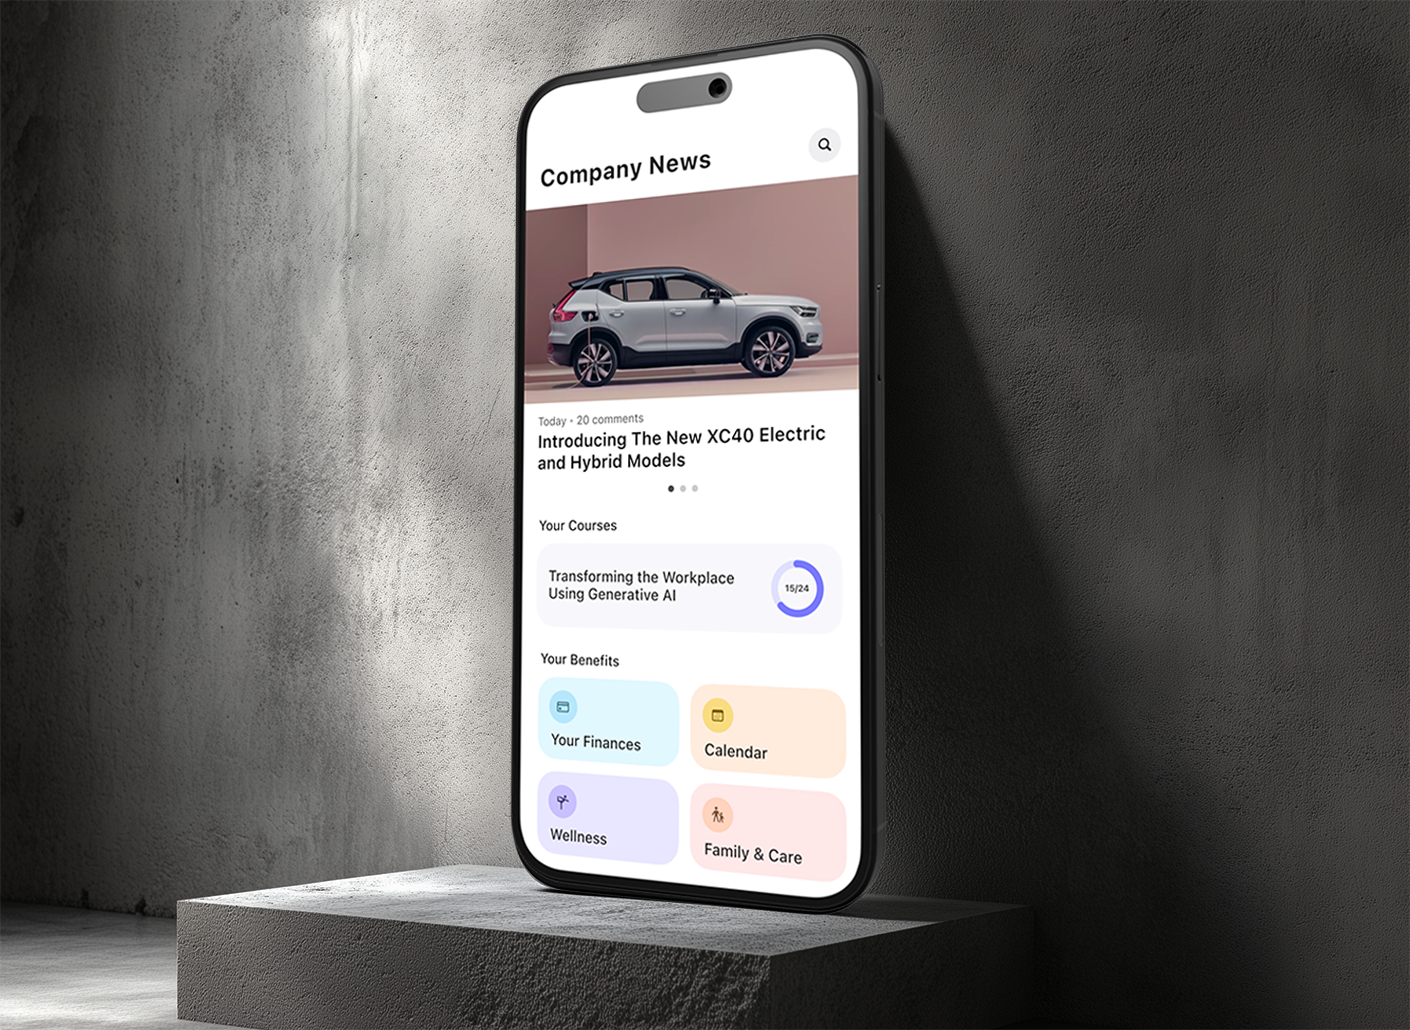 Company News
Today • 20 comments
Introducing The New XC40 Electric
and Hybrid Models
Your Courses
Transforming the Workplace
Using Generative AI
15/24
Your Benefits
Your Finances
Calendar
Wellness
Family & Care